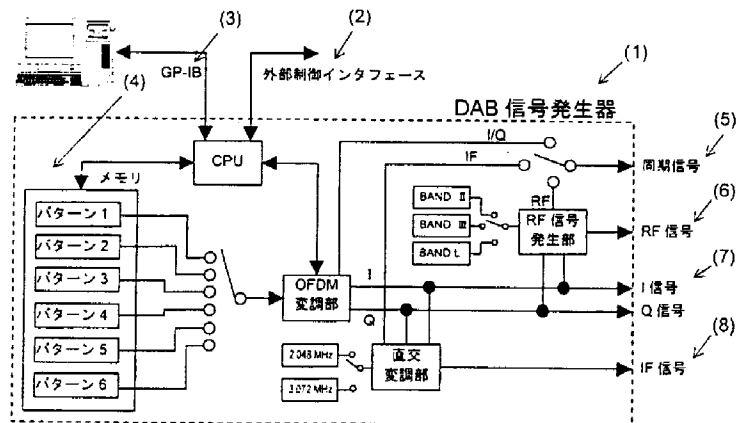 (3)
(2)
(1)
GP-IB
外部制御インタフェース
(4)
DAB 信号発生器
(5)
I/Q
CPU
IF
同期信号
メモリ
(6)
RF
パターン 1
BAND II
パターン 2
BAND III
RF 信号
発生部
RF 信号
(7)
パターン 3
BAND L
OFDM
変調部
I
I 信号
パターン 4
Q
Q 信号
(8)
パターン 5
2.048 MHz
直交
変調部
IF 信号
パターン 6
3.072 MHz